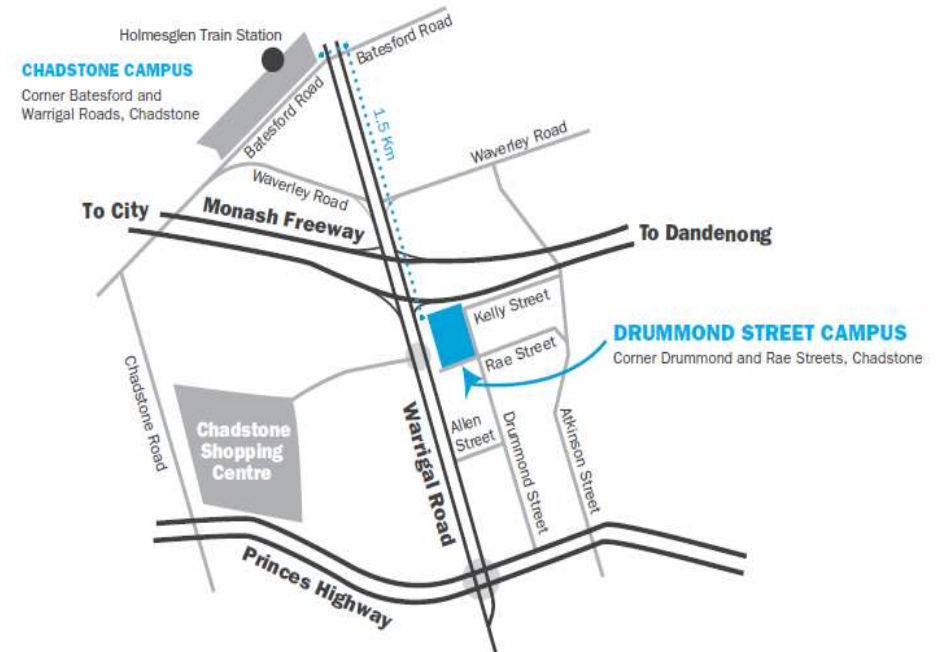 Holmesglen Train Station
CHADSTONE CAMPUS
Corner Batesford and
Warrigal Roads, Chadstone
Batesford Road
Batesford Road
1.5 Km
Waverley Road
Waverley Road
To City
Monash Freeway
To Dandenong
Kelly Street
DRUMMOND STREET CAMPUS
Corner Drummond and Rae Streets, Chadstone
Rae Street
Chadstone Road
Chadstone
Shopping
Centre
Warrigal Road
Allen
Street
Drummond Street
Atkinson Street
Princes Highway